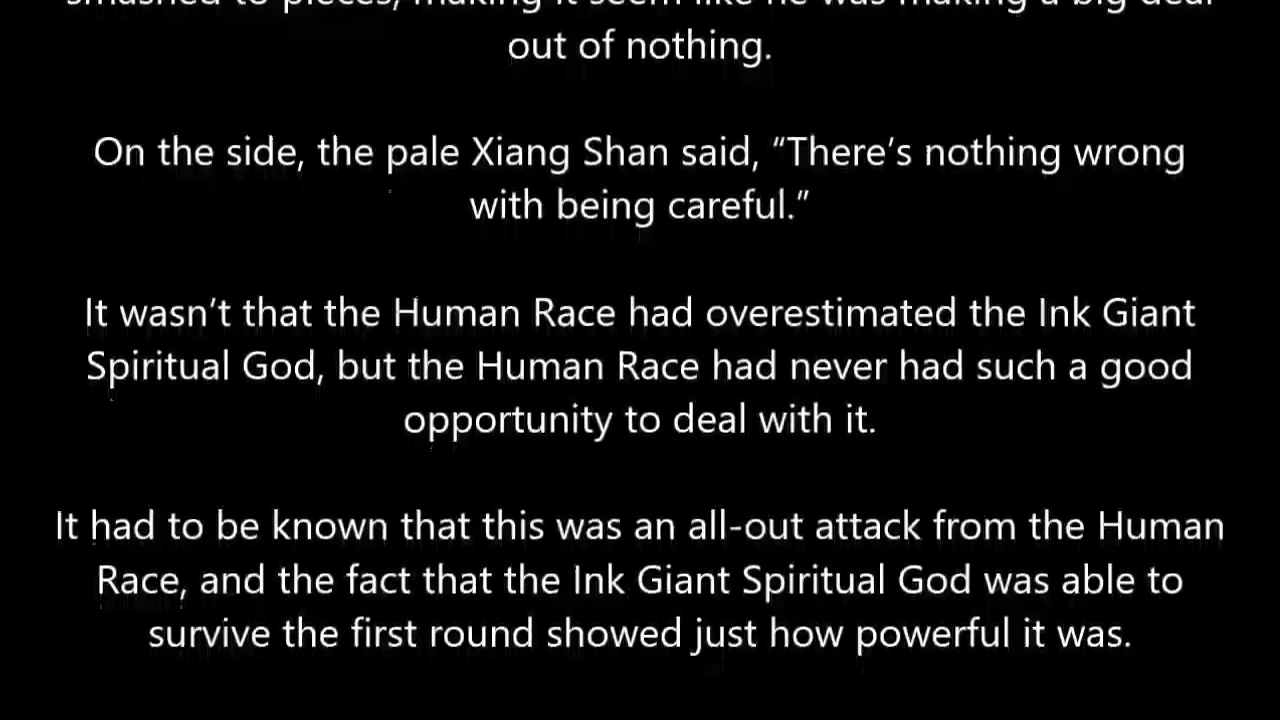 smashed to pieces, making it seem like he was making a big deal
out of nothing.
On the side, the pale Xiang Shan said, “There’s nothing wrong
with being careful.”
It wasn’t that the Human Race had overestimated the Ink Giant
Spiritual God, but the Human Race had never had such a good
opportunity to deal with it.
It had to be known that this was an all-out attack from the Human
Race, and the fact that the Ink Giant Spiritual God was able to
survive the first round showed just how powerful it was.